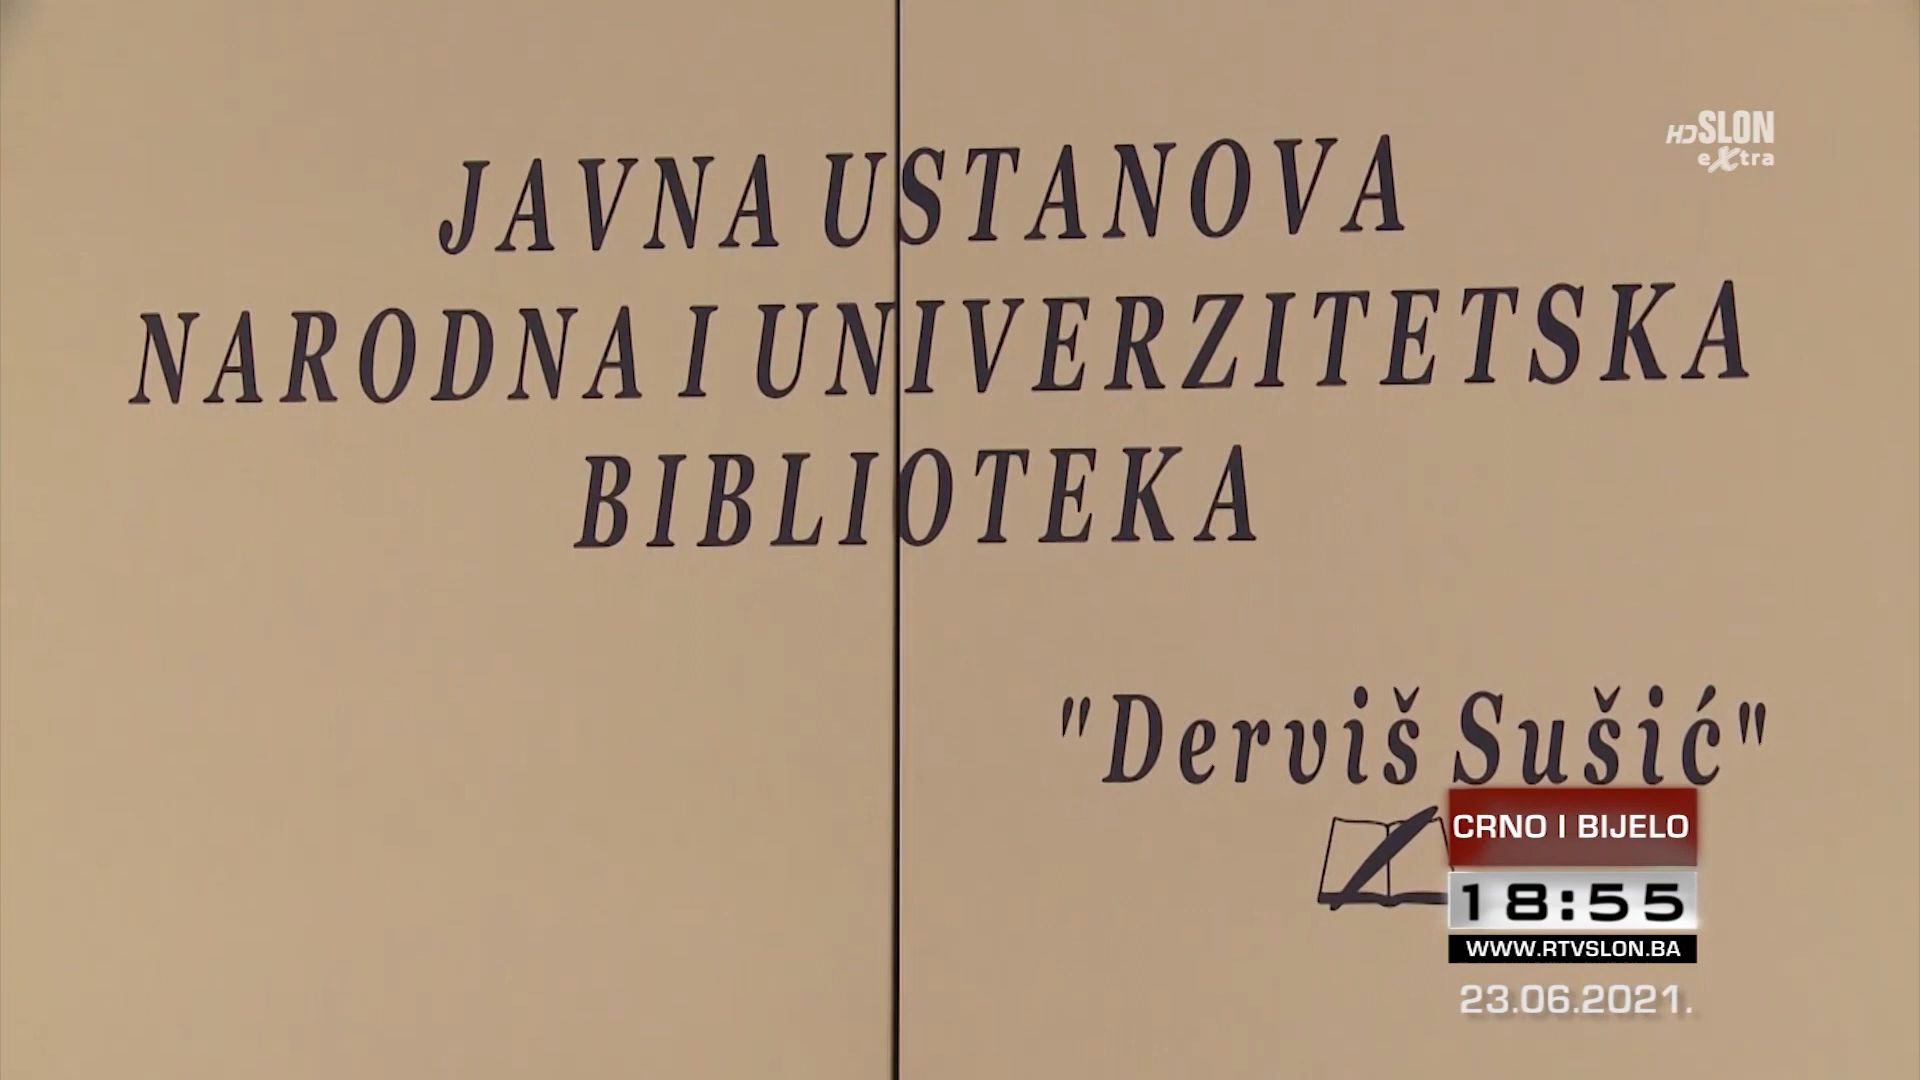 HD SLON
extra
JAVNA USTANOVA
NARODNA I UNIVERZITETSKA
BIBLIOTEKA
"Derviš Sušić"
CRNO I BIJELO
18:55
WWW.RTVSLON.BA
23.06.2021.